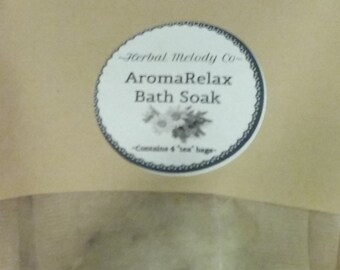 ~Herbal Melody Co~
AromaRelax
Bath Soak
~Contains 4 "tea" bags~